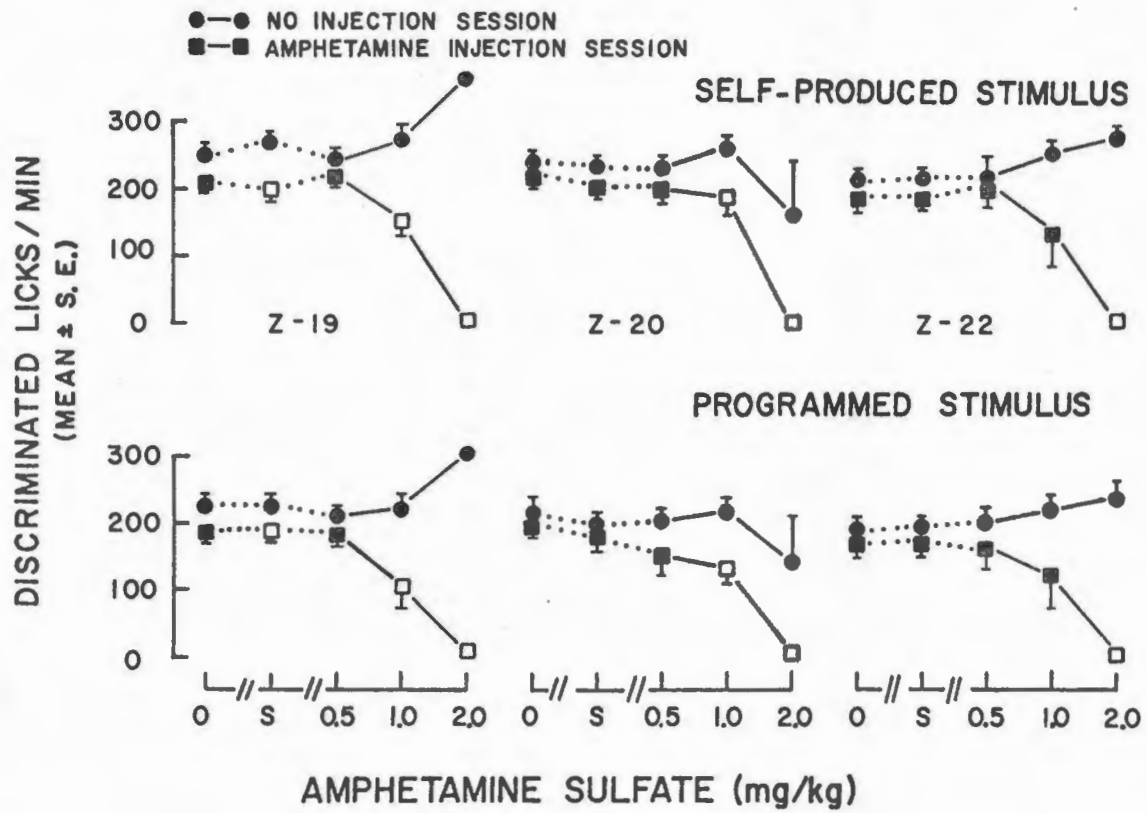 NO INJECTION SESSION
AMPHETAMINE INJECTION SESSION
SELF-PRODUCED STIMULUS
300
200
100
0
Z-19
Z-20
Z-22
PROGRAMMED STIMULUS
300
200
100
0
DISCRIMINATED LICKS / MIN
(MEAN ± S.E.)
0 // S // 0.5 1.0 2.0
0 // S // 0.5 1.0 2.0
0 // S // 0.5 1.0 2.0
AMPHETAMINE SULFATE (mg/kg)